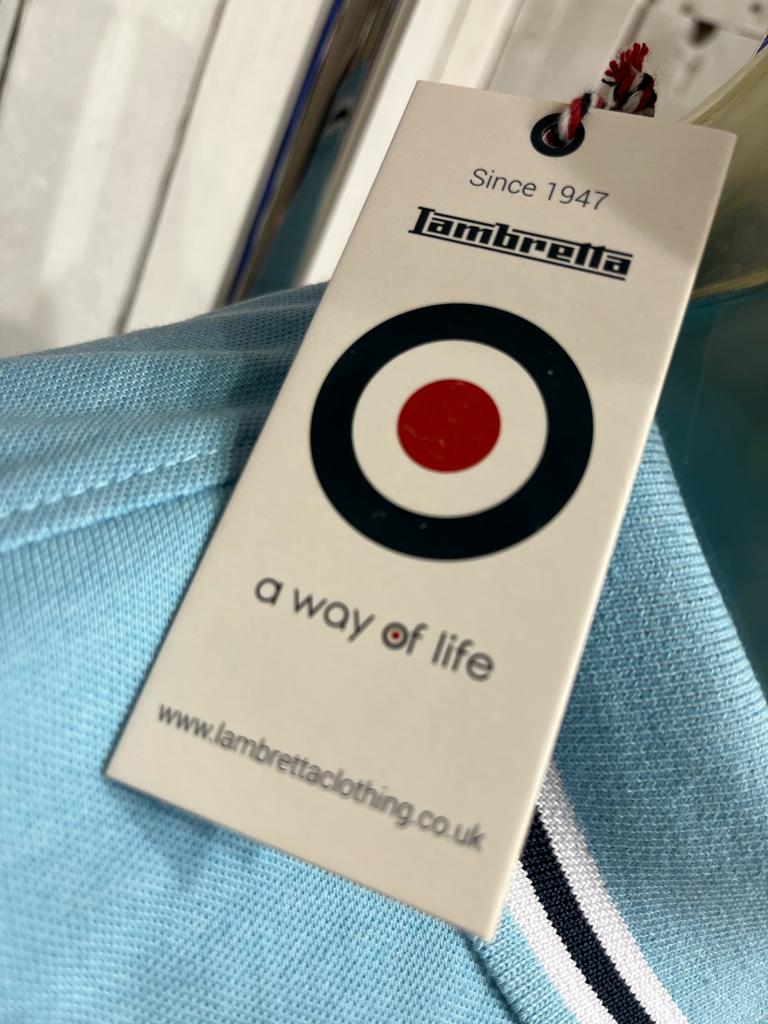 Since 1947
Lambretta
a way of life
www.lambrettaclothing.co.uk